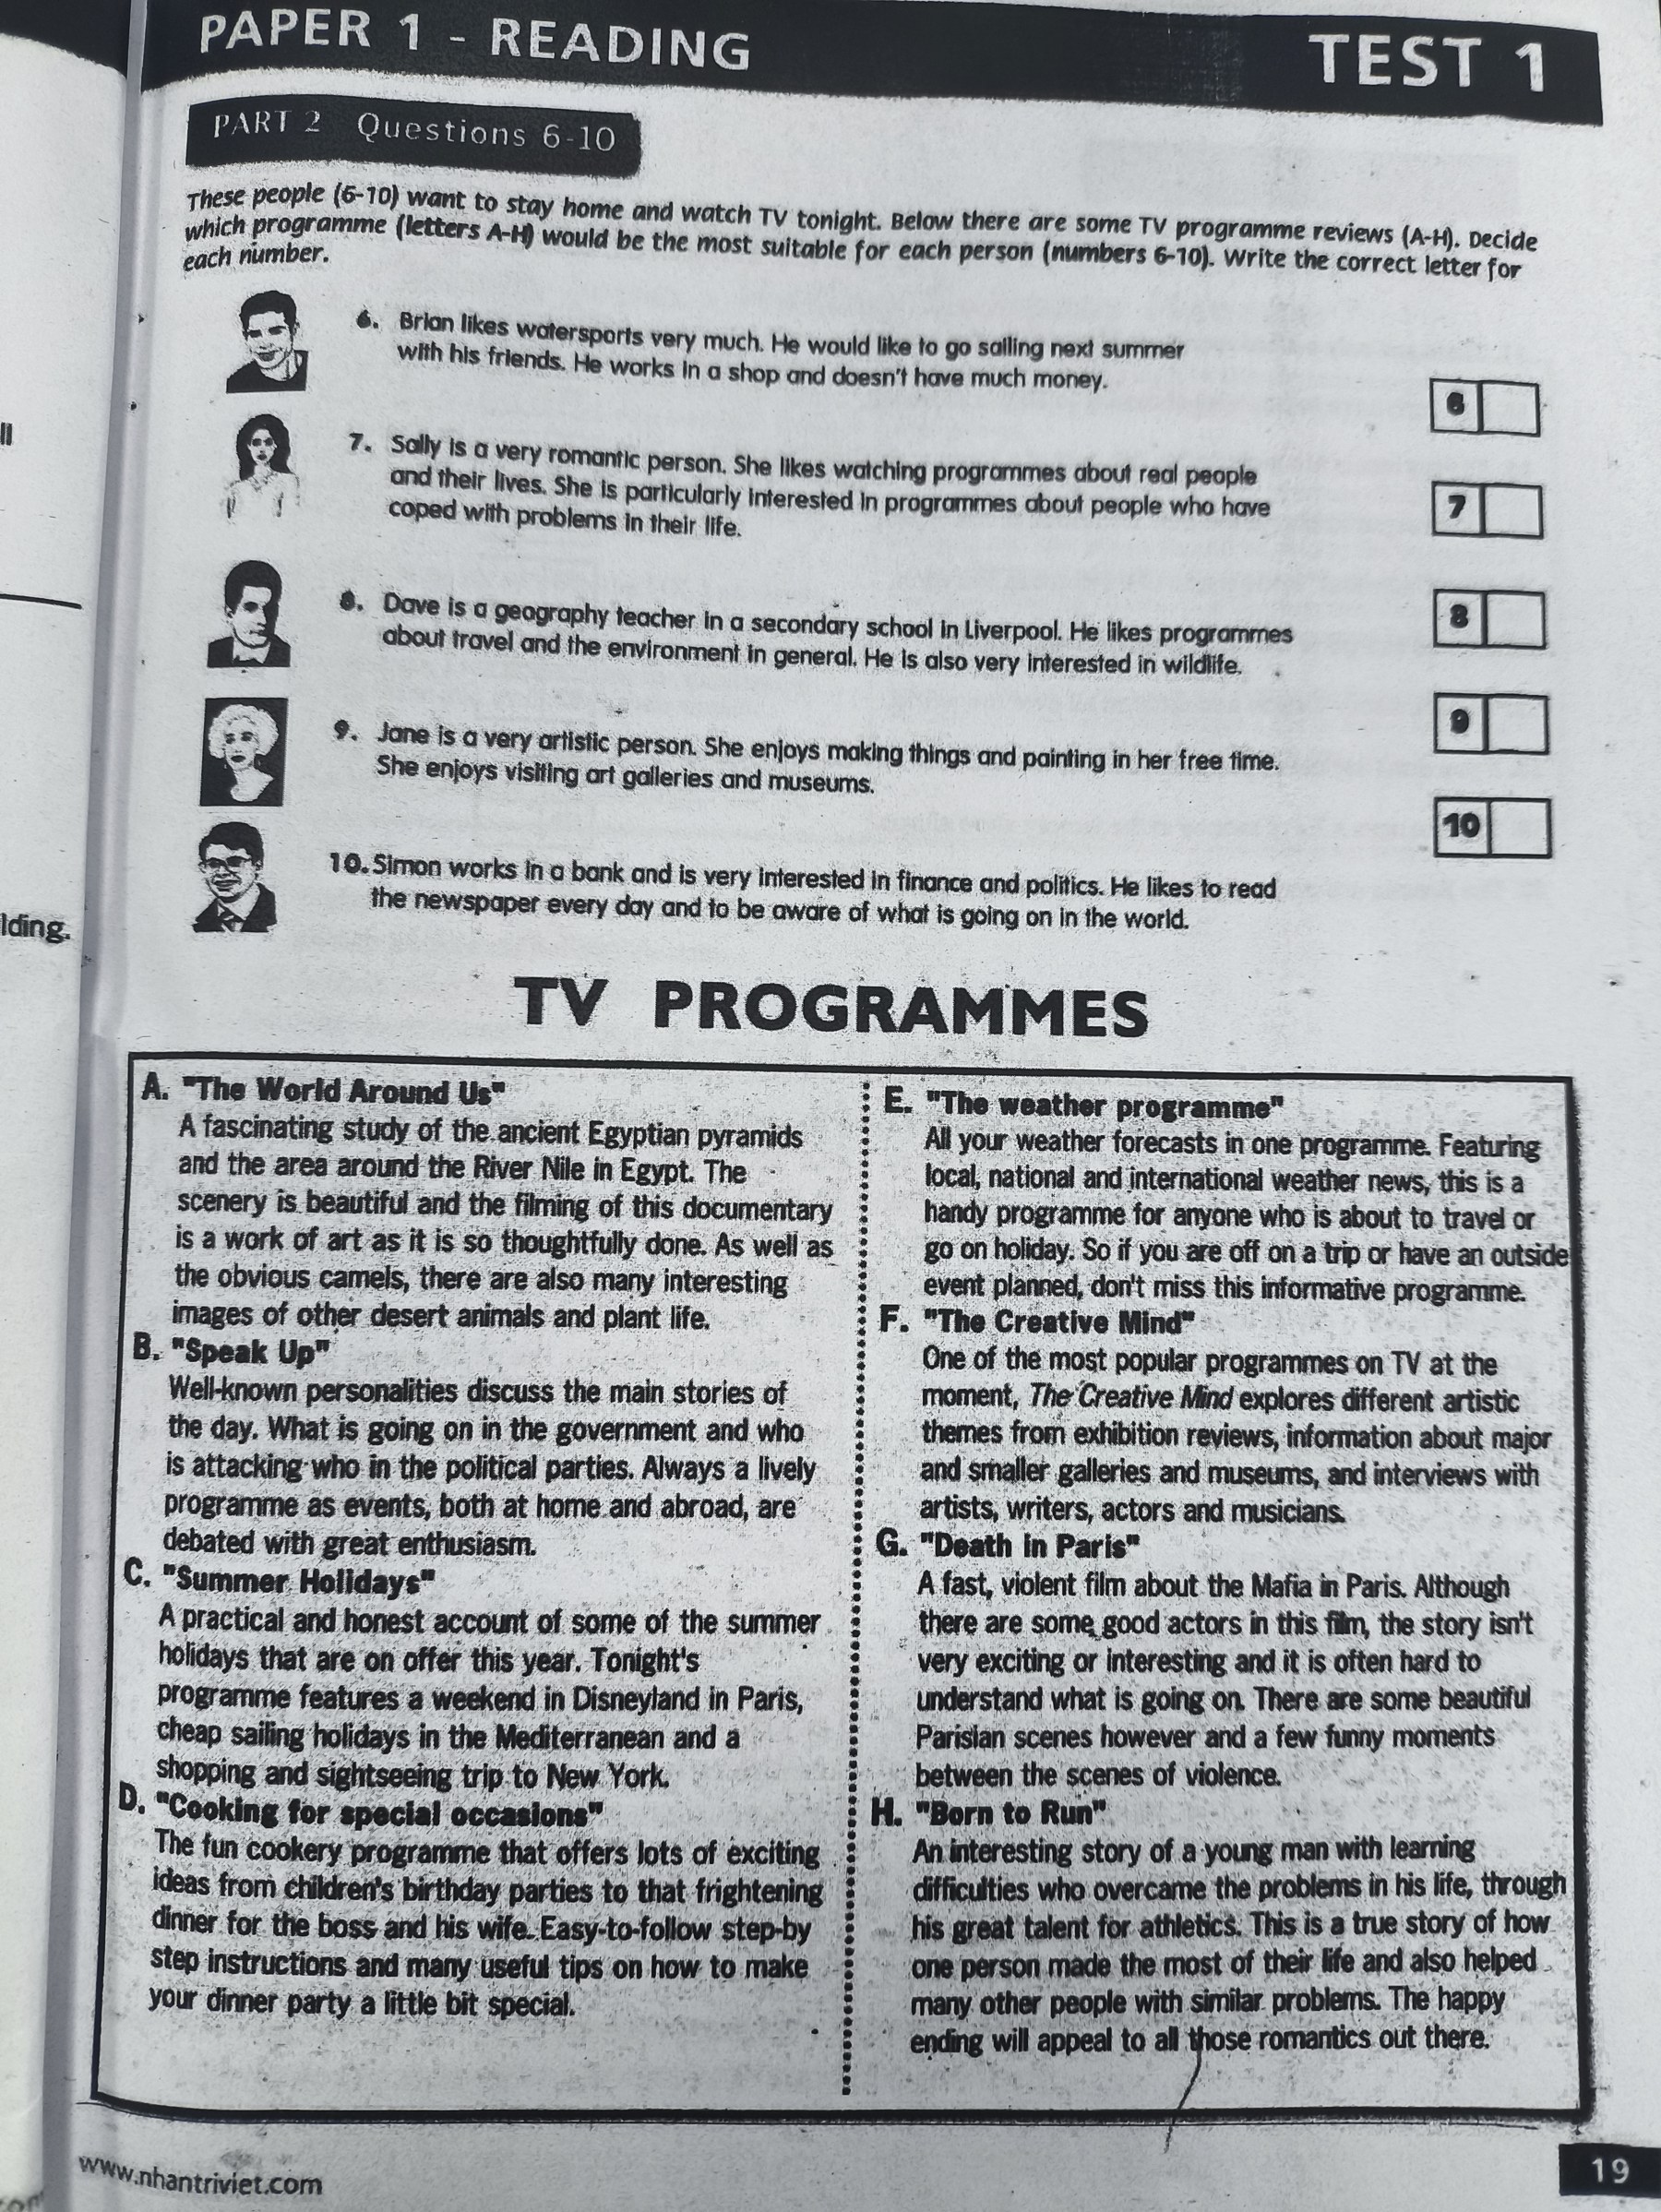 PAPER 1 - READING
TEST 1
PART 2 Questions 6-10
These people (6-10) want to stay home and watch TV tonight. Below there are some TV programme reviews (A-H). Decide
which programme (letters A-H) would be the most suitable for each person (numbers 6-10). Write the correct letter for
each number.
6. Brian likes watersports very much. He would like to go sailing next summer
with his friends. He works in a shop and doesn't have much money.
6
7. Sally is a very romantic person. She likes watching programmes about real people
and their lives. She is particularly interested in programmes about people who have
coped with problems in their life.
7
8. Dave is a geography teacher in a secondary school in Liverpool. He likes programmes
about travel and the environment in general. He is also very interested in wildlife.
8
9. Jane is a very artistic person. She enjoys making things and painting in her free time.
She enjoys visiting art galleries and museums.
9
10. Simon works in a bank and is very interested in finance and politics. He likes to read
the newspaper every day and to be aware of what is going on in the world.
10
TV PROGRAMMES
A. "The World Around Us"
A fascinating study of the ancient Egyptian pyramids
and the area around the River Nile in Egypt. The
scenery is beautiful and the filming of this documentary
is a work of art as it is so thoughtfully done. As well as
the obvious camels, there are also many interesting
images of other desert animals and plant life.
B. "Speak Up"
Well-known personalities discuss the main stories of
the day. What is going on in the government and who
is attacking who in the political parties. Always a lively
programme as events, both at home and abroad, are
debated with great enthusiasm.
C. "Summer Holidays"
A practical and honest account of some of the summer
holidays that are on offer this year. Tonight's
programme features a weekend in Disneyland in Paris,
cheap sailing holidays in the Mediterranean and a
shopping and sightseeing trip to New York.
D. "Cooking for special occasions"
The fun cookery programme that offers lots of exciting
ideas from children's birthday parties to that frightening
dinner for the boss and his wife. Easy-to-follow step-by
step instructions and many useful tips on how to make
your dinner party a little bit special.
E. "The weather programme"
All your weather forecasts in one programme. Featuring
local, national and international weather news, this is a
handy programme for anyone who is about to travel or
go on holiday. So if you are off on a trip or have an outside
event planned, don't miss this informative programme.
F. "The Creative Mind"
One of the most popular programmes on TV at the
moment, The Creative Mind explores different artistic
themes from exhibition reviews, information about major
and smaller galleries and museums, and interviews with
artists, writers, actors and musicians.
G. "Death in Paris"
A fast, violent film about the Mafia in Paris. Although
there are some good actors in this film, the story isn't
very exciting or interesting and it is often hard to
understand what is going on. There are some beautiful
Parisian scenes however and a few funny moments
between the scenes of violence.
H. "Born to Run"
An interesting story of a young man with learning
difficulties who overcame the problems in his life, through
his great talent for athletics. This is a true story of how
one person made the most of their life and also helped
many other people with similar problems. The happy
ending will appeal to all those romantics out there.
www.nhantriviet.com
19